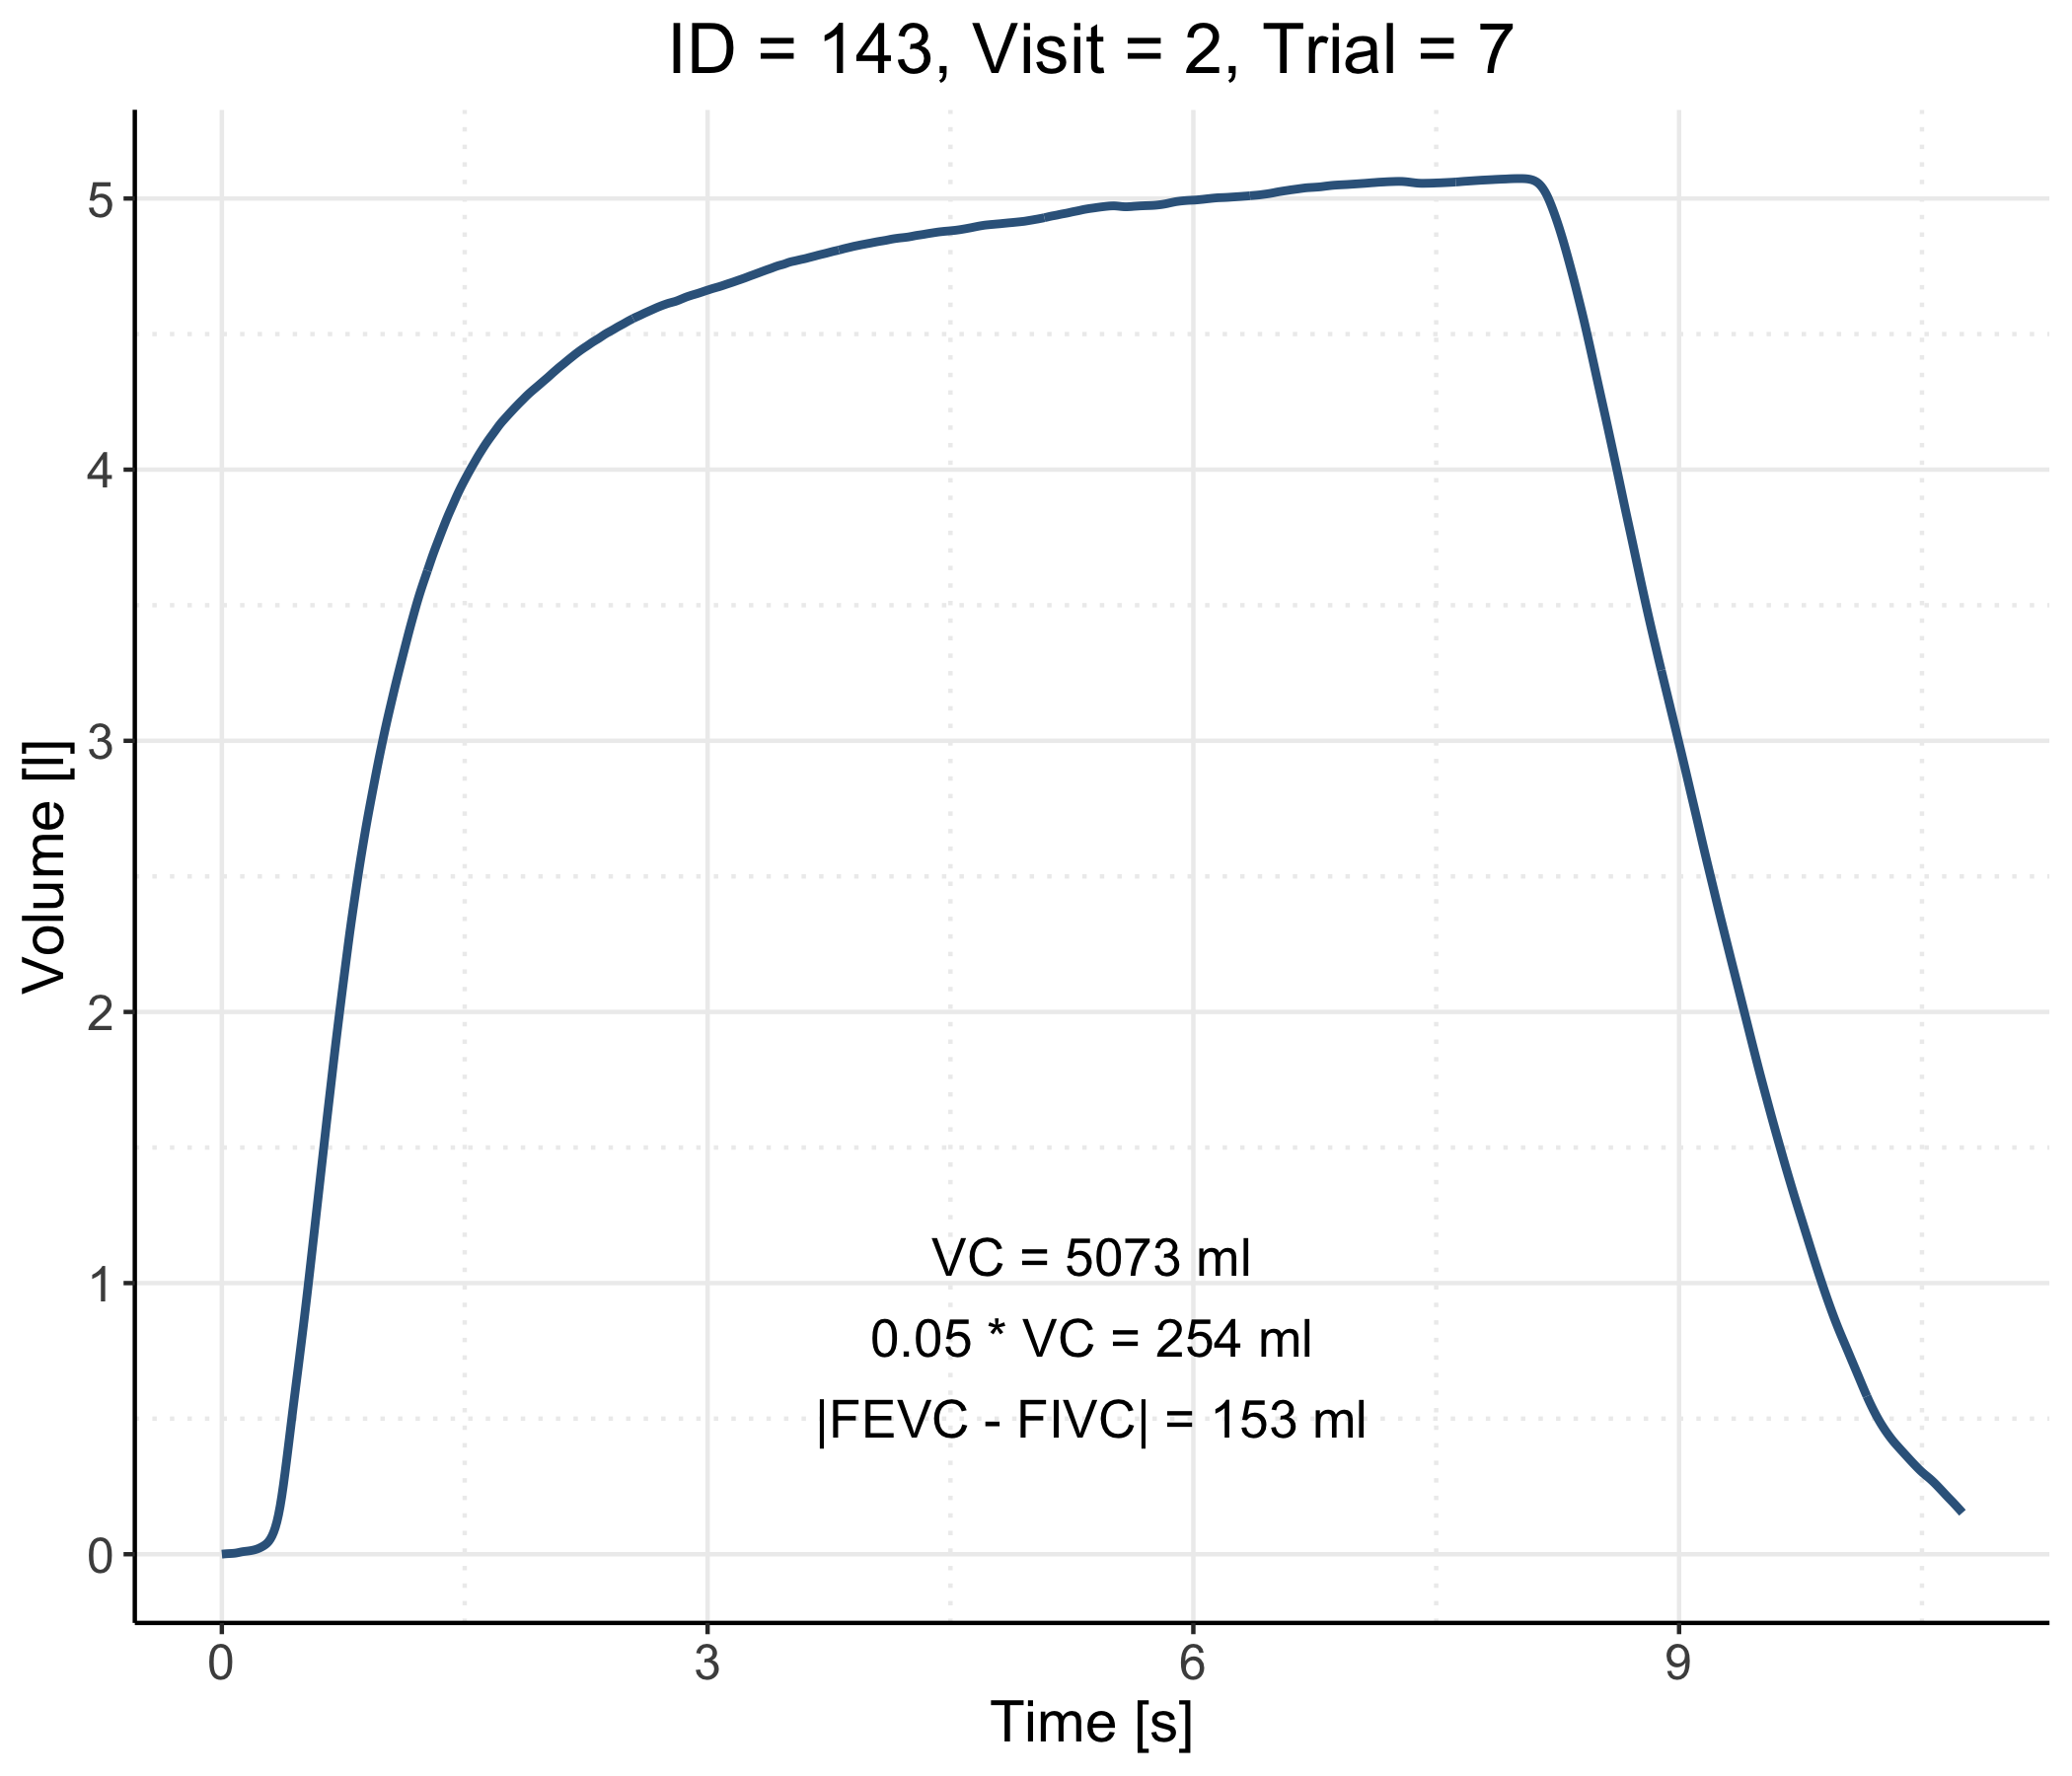 ID = 143, Visit = 2, Trial = 7
Volume [l]
5
4
3
2
1
0
VC = 5073 ml
0.05 * VC = 254 ml
|FEVC - FIVC| = 153 ml
0 3 6 9
Time [s]